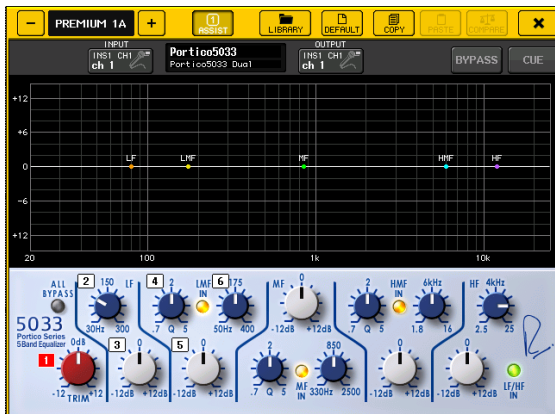 PREMIUM 1A
1
ASSIST
LIBRARY
DEFAULT
COPY
PASTE
COMPARE
INPUT
INS1 CH1
ch 1
Portico5033
Portico5033 Dual
OUTPUT
INS1 CH1
ch 1
BYPASS
CUE
+12
+6
0
-6
-12
LF
LMF
MF
HMF
HF
20
100
1k
10k
ALL BYPASS
5033
Portico Series
5Band Equalizer
1
0dB
-12
+12
TRIM
2
150
LF
30Hz
300
3
0
-12dB
+12dB
4
2
.7
Q
5
LMF IN
5
0
-12dB
+12dB
6
175
50Hz
400
MF
0
-12dB
+12dB
2
.7
Q
5
MF IN
850
330Hz
2500
2
.7
Q
5
HMF IN
0
-12dB
+12dB
6kHz
1.8
16
HF
4kHz
2.5
25
0
-12dB
+12dB
LF/HF IN